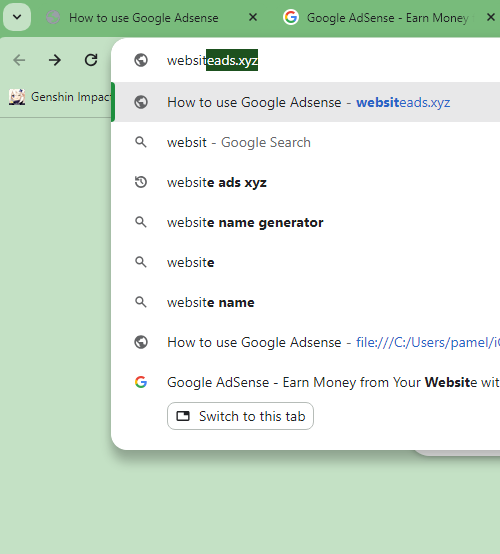 How to use Google Adsense
Google AdSense - Earn Money
websiteads.xyz
Genshin Impac
How to use Google Adsense - websiteads.xyz
websit - Google Search
website ads xyz
website name generator
website
website name
How to use Google Adsense - file:///C:/Users/pamel/i
Google AdSense - Earn Money from Your Website wit
Switch to this tab